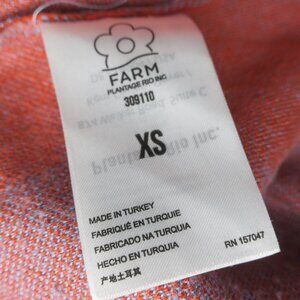 FARM
PLANTAGE RIO INC
309110
XS
MADE IN TURKEY
FABRIQUÉ EN TURQUIE
FABRICADO NA TURQUIA
HECHO EN TURQUIA
产地土耳其
RN 157047